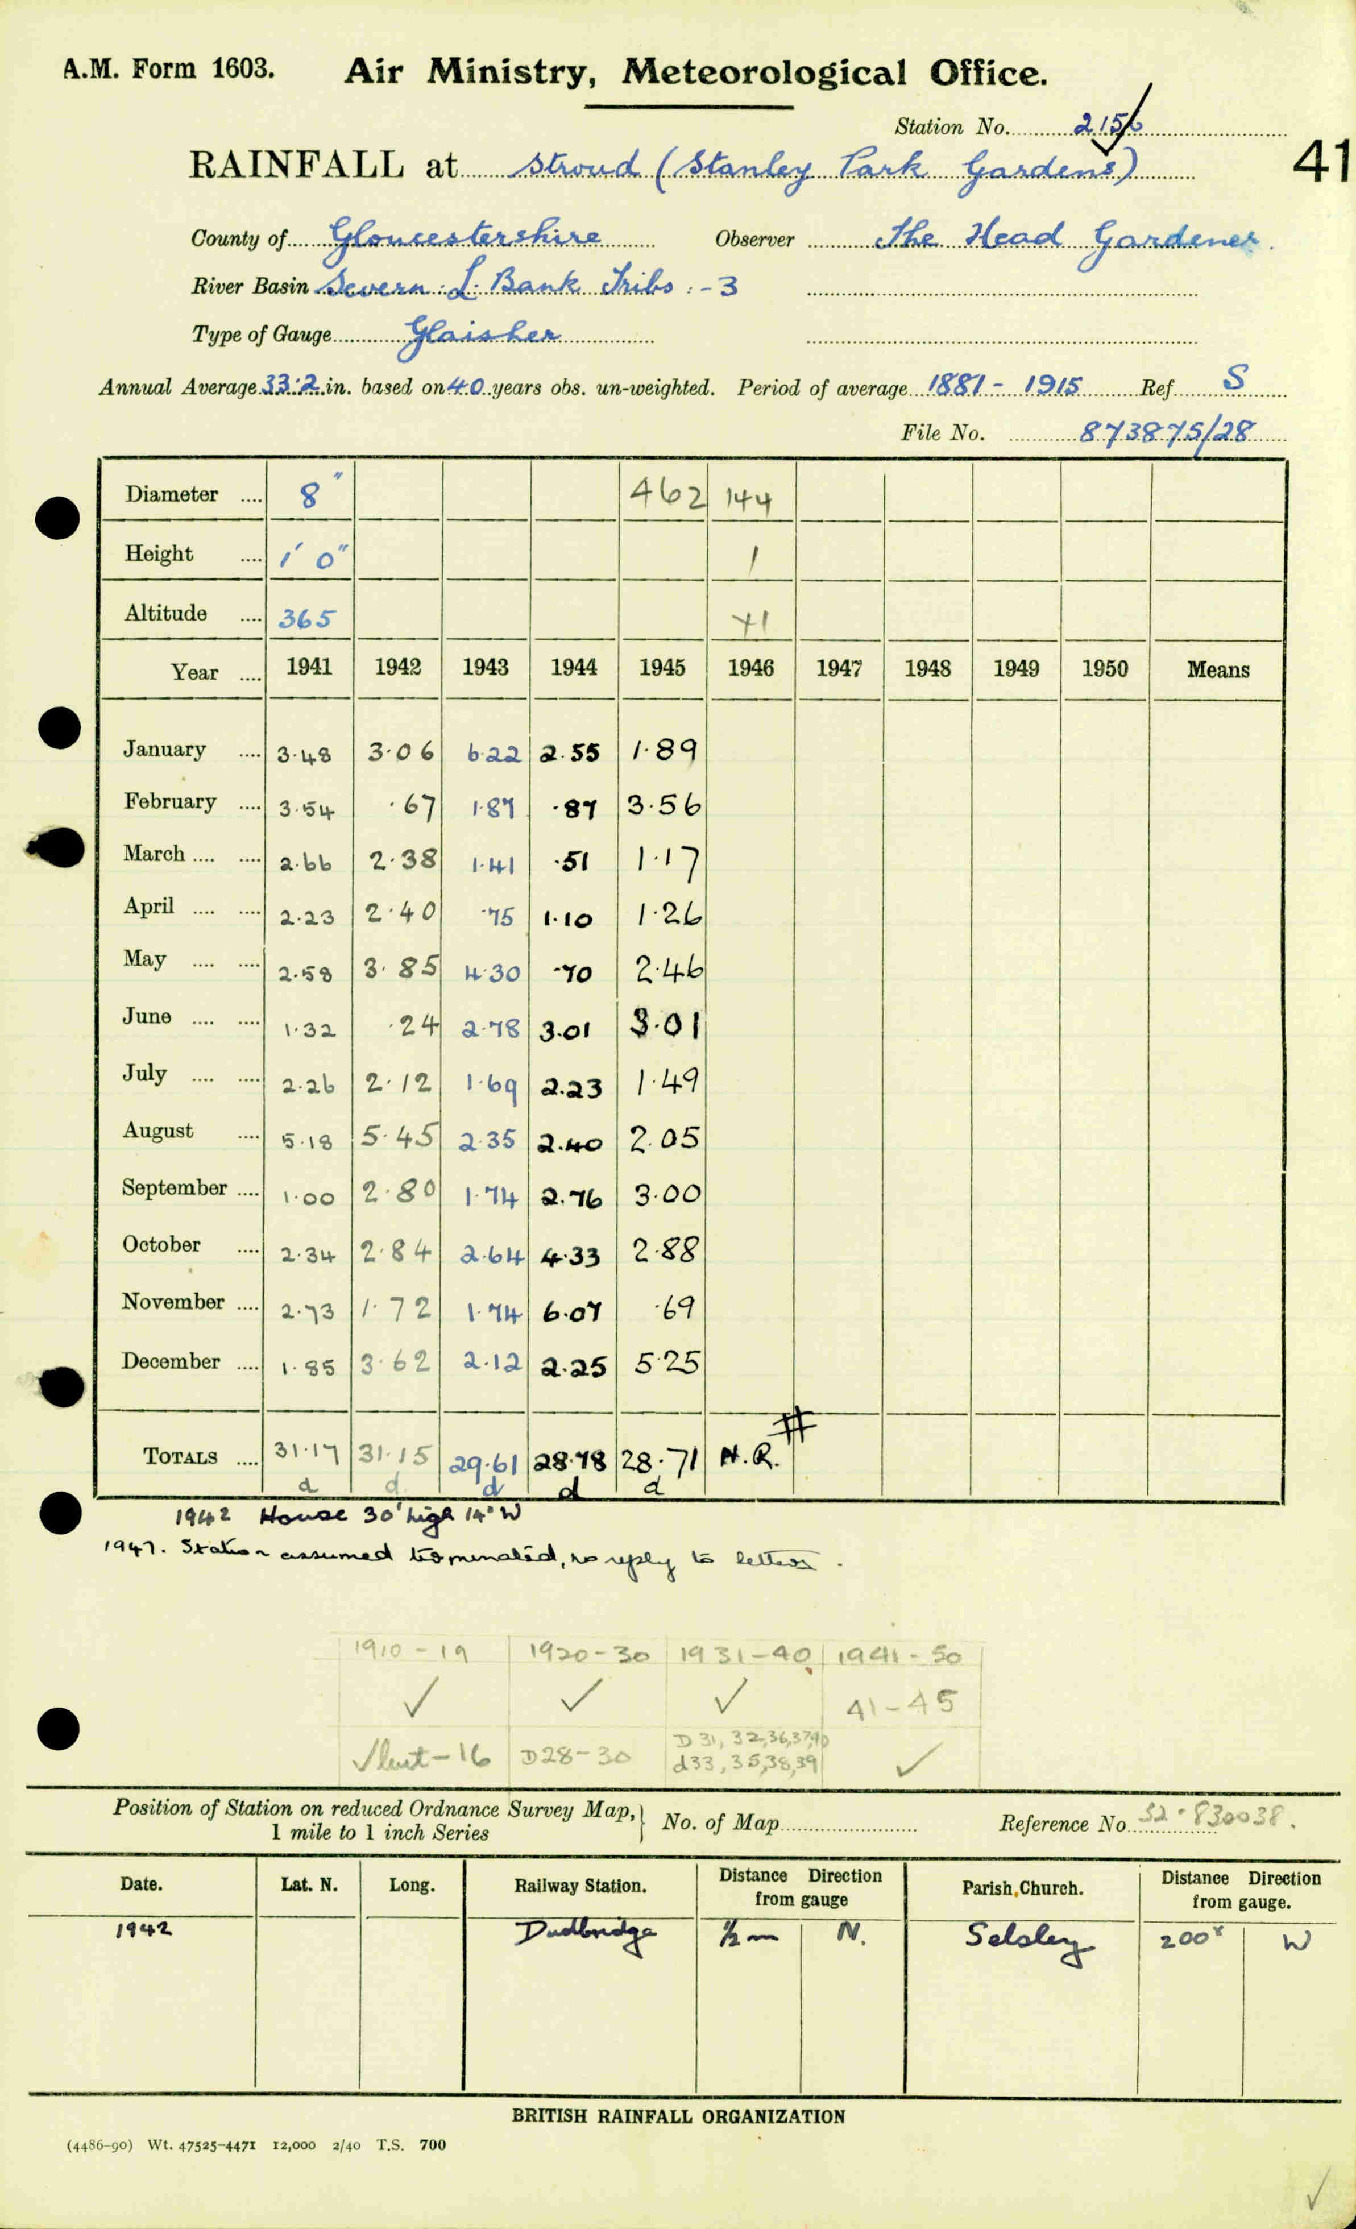 A.M. Form 1603. Air Ministry, Meteorological Office.
Station No. 2156
RAINFALL at Stroud (Stanley Park Gardens) 41
County of Gloucestershire Observer The Head Gardener.
River Basin Severn L. Bank Tribs :- 3
Type of Gauge Glaisher
Annual Average 33.2 in. based on 40 years obs. un-weighted. Period of average 1881 - 1915 Ref. S
File No. 873875/28
Diameter .... 8" 462 144
Height .... 1' 0" 1
Altitude .... 365 41
Year .... 1941 1942 1943 1944 1945 1946 1947 1948 1949 1950 Means
January .... 3.48 3.06 6.22 2.55 1.89
February .... 3.54 .67 1.87 .87 3.56
March .... .... 2.66 2.38 1.41 .51 1.17
April .... .... 2.23 2.40 .75 1.10 1.26
May .... .... 2.58 3.85 4.30 .70 2.46
June .... .... 1.32 .24 2.78 3.01 3.01
July .... .... 2.26 2.12 1.69 2.23 1.49
August .... 5.18 5.45 2.35 2.40 2.05
September .... 1.00 2.80 1.74 2.76 3.00
October .... 2.34 2.84 2.64 4.33 2.88
November .... 2.73 1.72 1.74 6.07 .69
December .... 1.85 3.62 2.12 2.25 5.25
TOTALS .... 31.17 31.15 29.61 28.78 28.71 N.R. #
d d d d d
1942 House 30' high 14° W
1947. Station assumed terminated, no reply to letters.
1910 - 19 1920 - 30 1931 - 40 1941 - 50
✓ ✓ ✓ 41 - 45
D 31, 32, 36, 37, 40
✓ but - 16 D 28 - 30 d 33, 35, 38, 39 ✓
Position of Station on reduced Ordnance Survey Map, 1 mile to 1 inch Series } No. of Map Reference No. 32.830038.
Date. Lat. N. Long. Railway Station. Distance Direction from gauge Parish Church. Distance Direction from gauge.
1942 Dudbridge ½ m N. Selsley 200ˣ W
BRITISH RAINFALL ORGANIZATION
(4486-90) Wt. 47525-4471 12,000 2/40 T.S. 700
✓